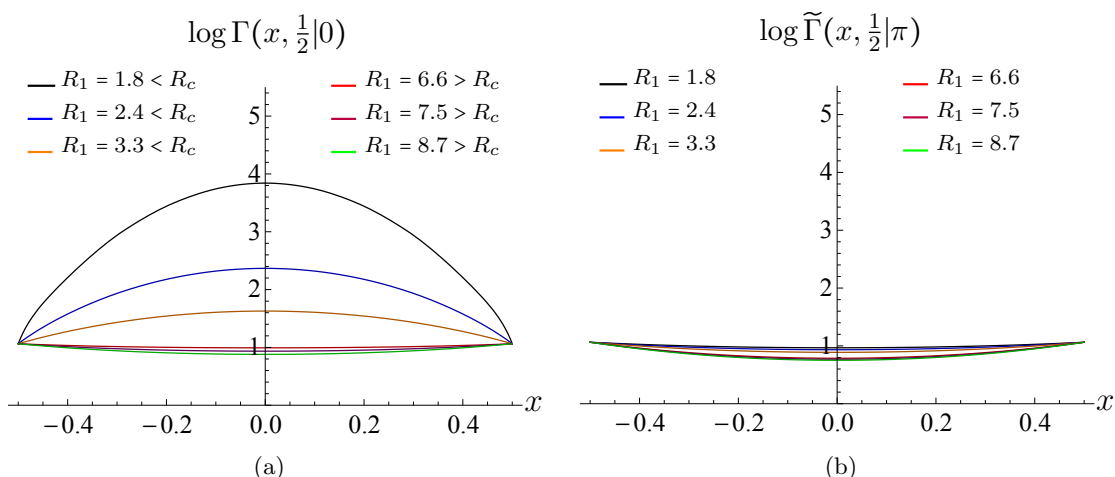 log Γ(x, 1/2|0)
R₁ = 1.8 < R_c R₁ = 6.6 > R_c
R₁ = 2.4 < R_c R₁ = 7.5 > R_c
R₁ = 3.3 < R_c R₁ = 8.7 > R_c
5
4
3
2
1
x
−0.4 −0.2 0.0 0.2 0.4
(a)
log Γ̃(x, 1/2|π)
R₁ = 1.8 R₁ = 6.6
R₁ = 2.4 R₁ = 7.5
R₁ = 3.3 R₁ = 8.7
5
4
3
2
1
x
−0.4 −0.2 0.0 0.2 0.4
(b)